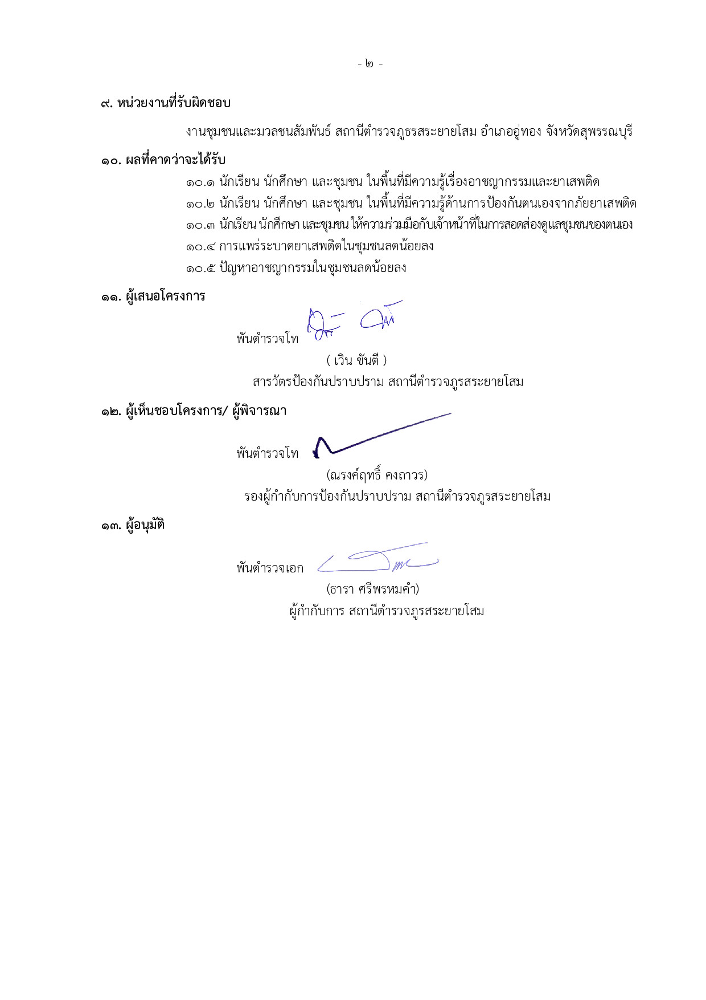 - ๒ -
๙. หน่วยงานที่รับผิดชอบ
งานชุมชนและมวลชนสัมพันธ์ สถานีตำรวจภูธรสระยายโสม อำเภออู่ทอง จังหวัดสุพรรณบุรี
๑๐. ผลที่คาดว่าจะได้รับ
๑๐.๑ นักเรียน นักศึกษา และชุมชน ในพื้นที่มีความรู้เรื่องอาชญากรรมและยาเสพติด
๑๐.๒ นักเรียน นักศึกษา และชุมชน ในพื้นที่มีความรู้ด้านการป้องกันตนเองจากภัยยาเสพติด
๑๐.๓ นักเรียน นักศึกษา และชุมชน ให้ความร่วมมือกับเจ้าหน้าที่ในการสอดส่องดูแลชุมชนของตนเอง
๑๐.๔ การแพร่ระบาดยาเสพติดในชุมชนลดน้อยลง
๑๐.๕ ปัญหาอาชญากรรมในชุมชนลดน้อยลง
๑๑. ผู้เสนอโครงการ
พันตำรวจโท
( เวิน ขันตี )
สารวัตรป้องกันปราบปราม สถานีตำรวจภูรสระยายโสม
๑๒. ผู้เห็นชอบโครงการ/ ผู้พิจารณา
พันตำรวจโท
(ณรงค์ฤทธิ์ คงถาวร)
รองผู้กำกับการป้องกันปราบปราม สถานีตำรวจภูรสระยายโสม
๑๓. ผู้อนุมัติ
พันตำรวจเอก
(ธารา ศรีพรหมคำ)
ผู้กำกับการ สถานีตำรวจภูรสระยายโสม